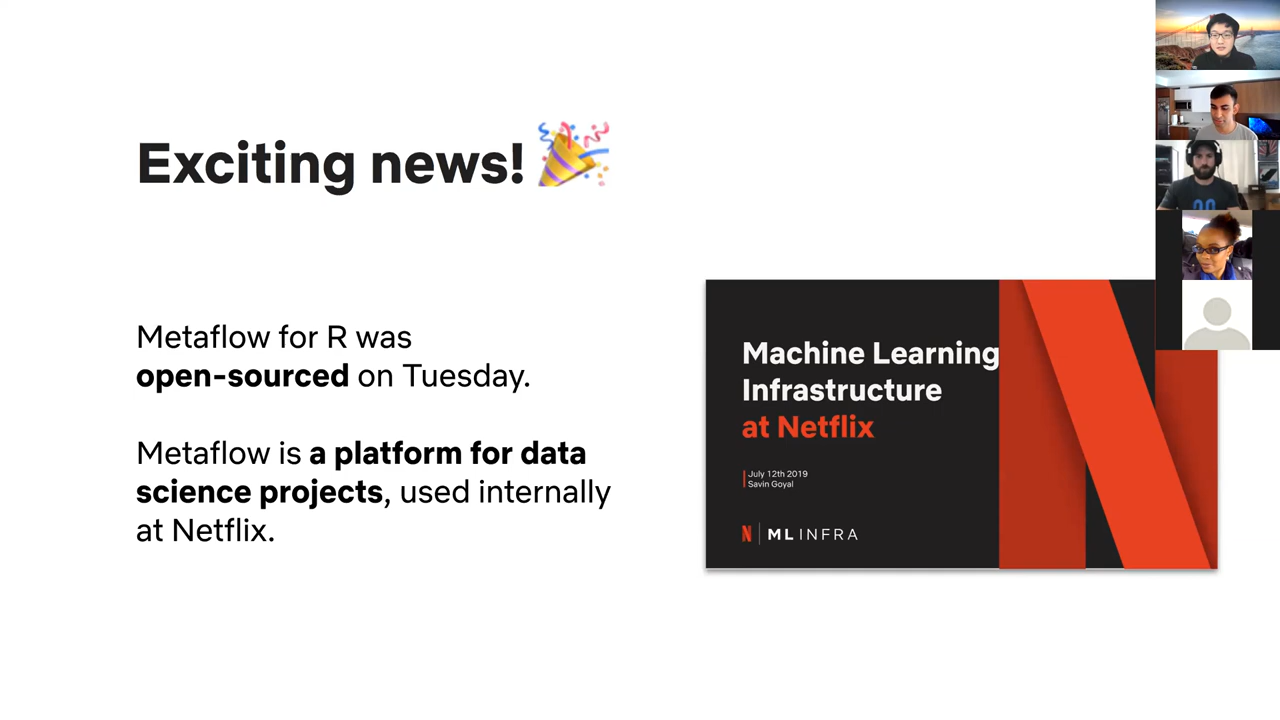 Exciting news!
Metaflow for R was
open-sourced on Tuesday.
Metaflow is a platform for data
science projects, used internally
at Netflix.
Machine Learning
Infrastructure
at Netflix
July 12th 2019
Savin Goyal
N | ML INFRA